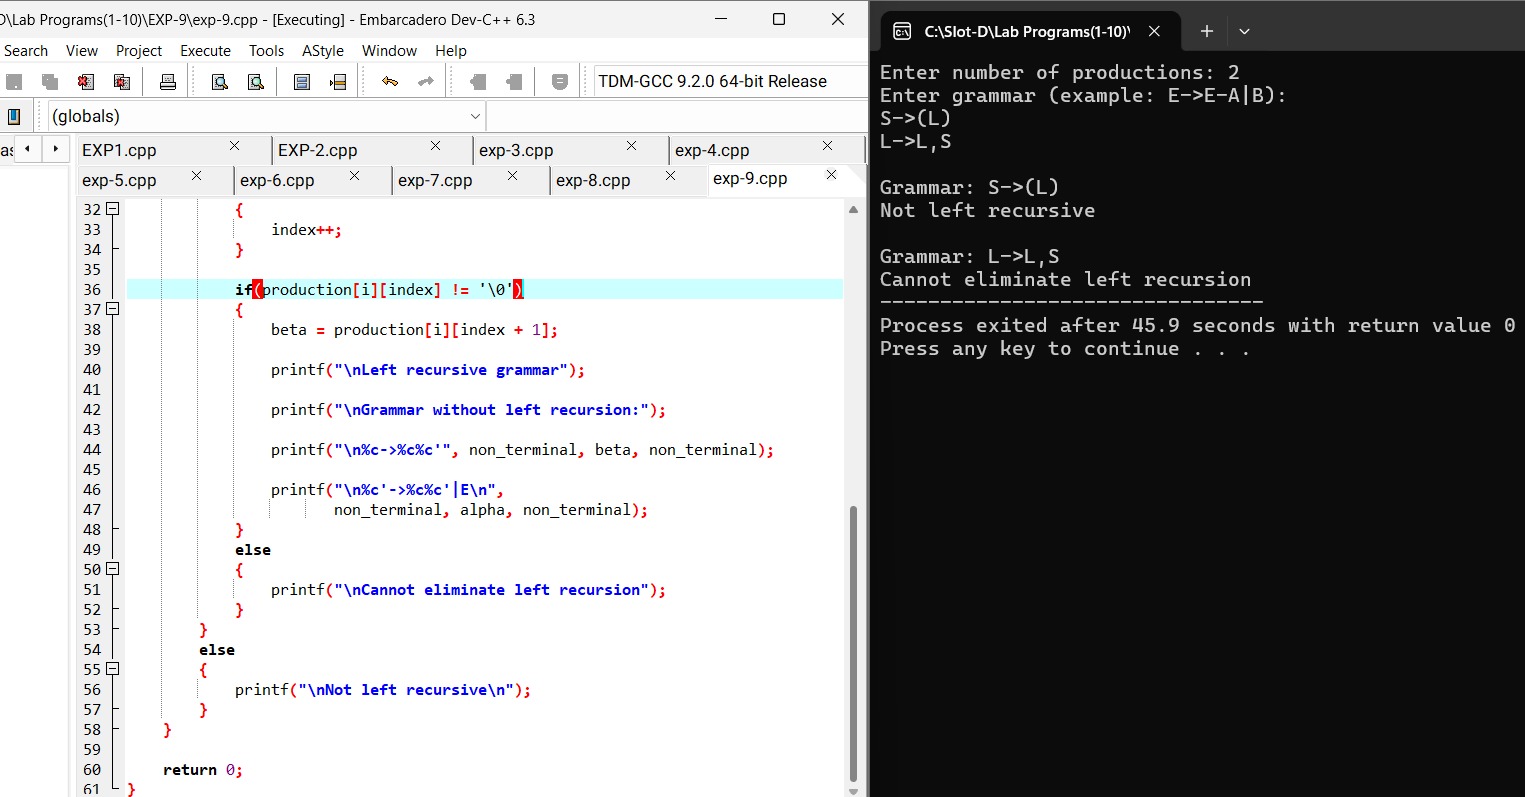 D\Lab Programs(1-10)\EXP-9\exp-9.cpp - [Executing] - Embarcadero Dev-C++ 6.3
Search View Project Execute Tools AStyle Window Help
TDM-GCC 9.2.0 64-bit Release
(globals)
EXP1.cpp EXP-2.cpp exp-3.cpp exp-4.cpp
exp-5.cpp exp-6.cpp exp-7.cpp exp-8.cpp exp-9.cpp
32 {
33 index++;
34 }
35
36 if(production[i][index] != '\0')
37 {
38 beta = production[i][index + 1];
39
40 printf("\nLeft recursive grammar");
41
42 printf("\nGrammar without left recursion:");
43
44 printf("\n%c->%c%c'", non_terminal, beta, non_terminal);
45
46 printf("\n%c'->%c%c'|E\n",
47 non_terminal, alpha, non_terminal);
48 }
49 else
50 {
51 printf("\nCannot eliminate left recursion");
52 }
53 }
54 else
55 {
56 printf("\nNot left recursive\n");
57 }
58 }
59
60 return 0;
61 }
C:\Slot-D\Lab Programs(1-10)\
Enter number of productions: 2
Enter grammar (example: E->E-A|B):
S->(L)
L->L,S
Grammar: S->(L)
Not left recursive
Grammar: L->L,S
Cannot eliminate left recursion
--------------------------------
Process exited after 45.9 seconds with return value 0
Press any key to continue . . .